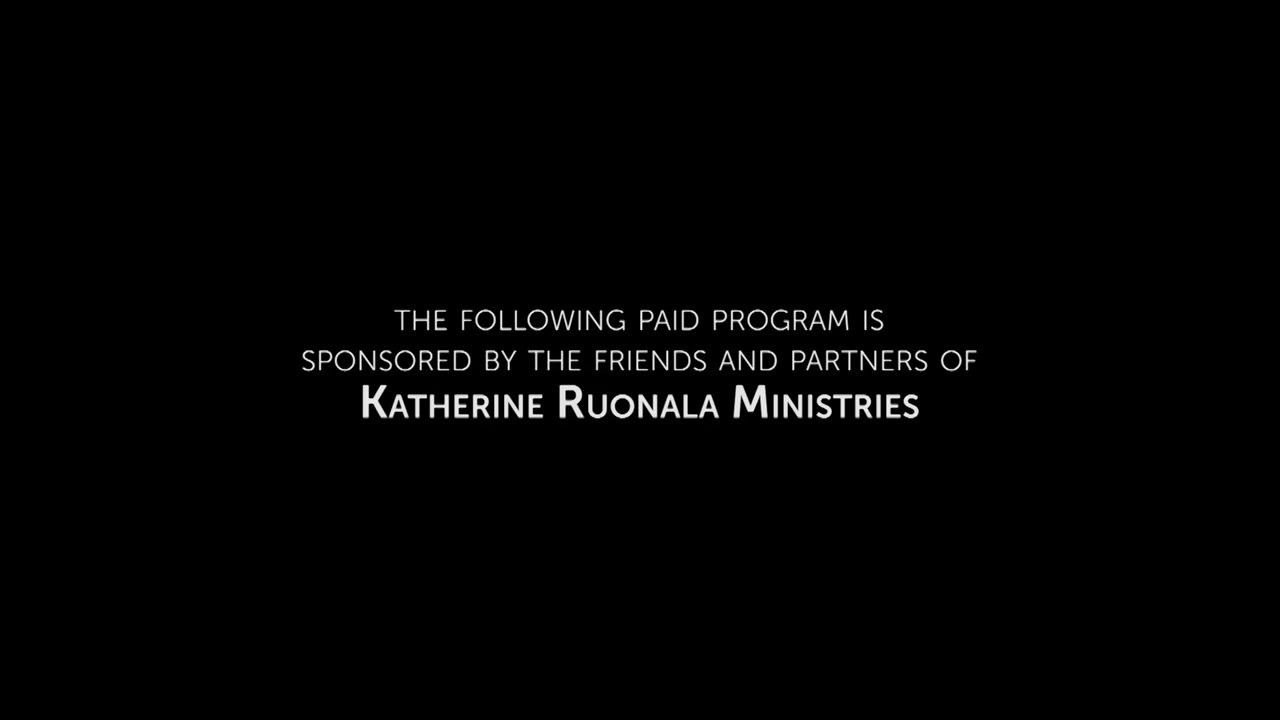 THE FOLLOWING PAID PROGRAM IS
SPONSORED BY THE FRIENDS AND PARTNERS OF
KATHERINE RUONALA MINISTRIES